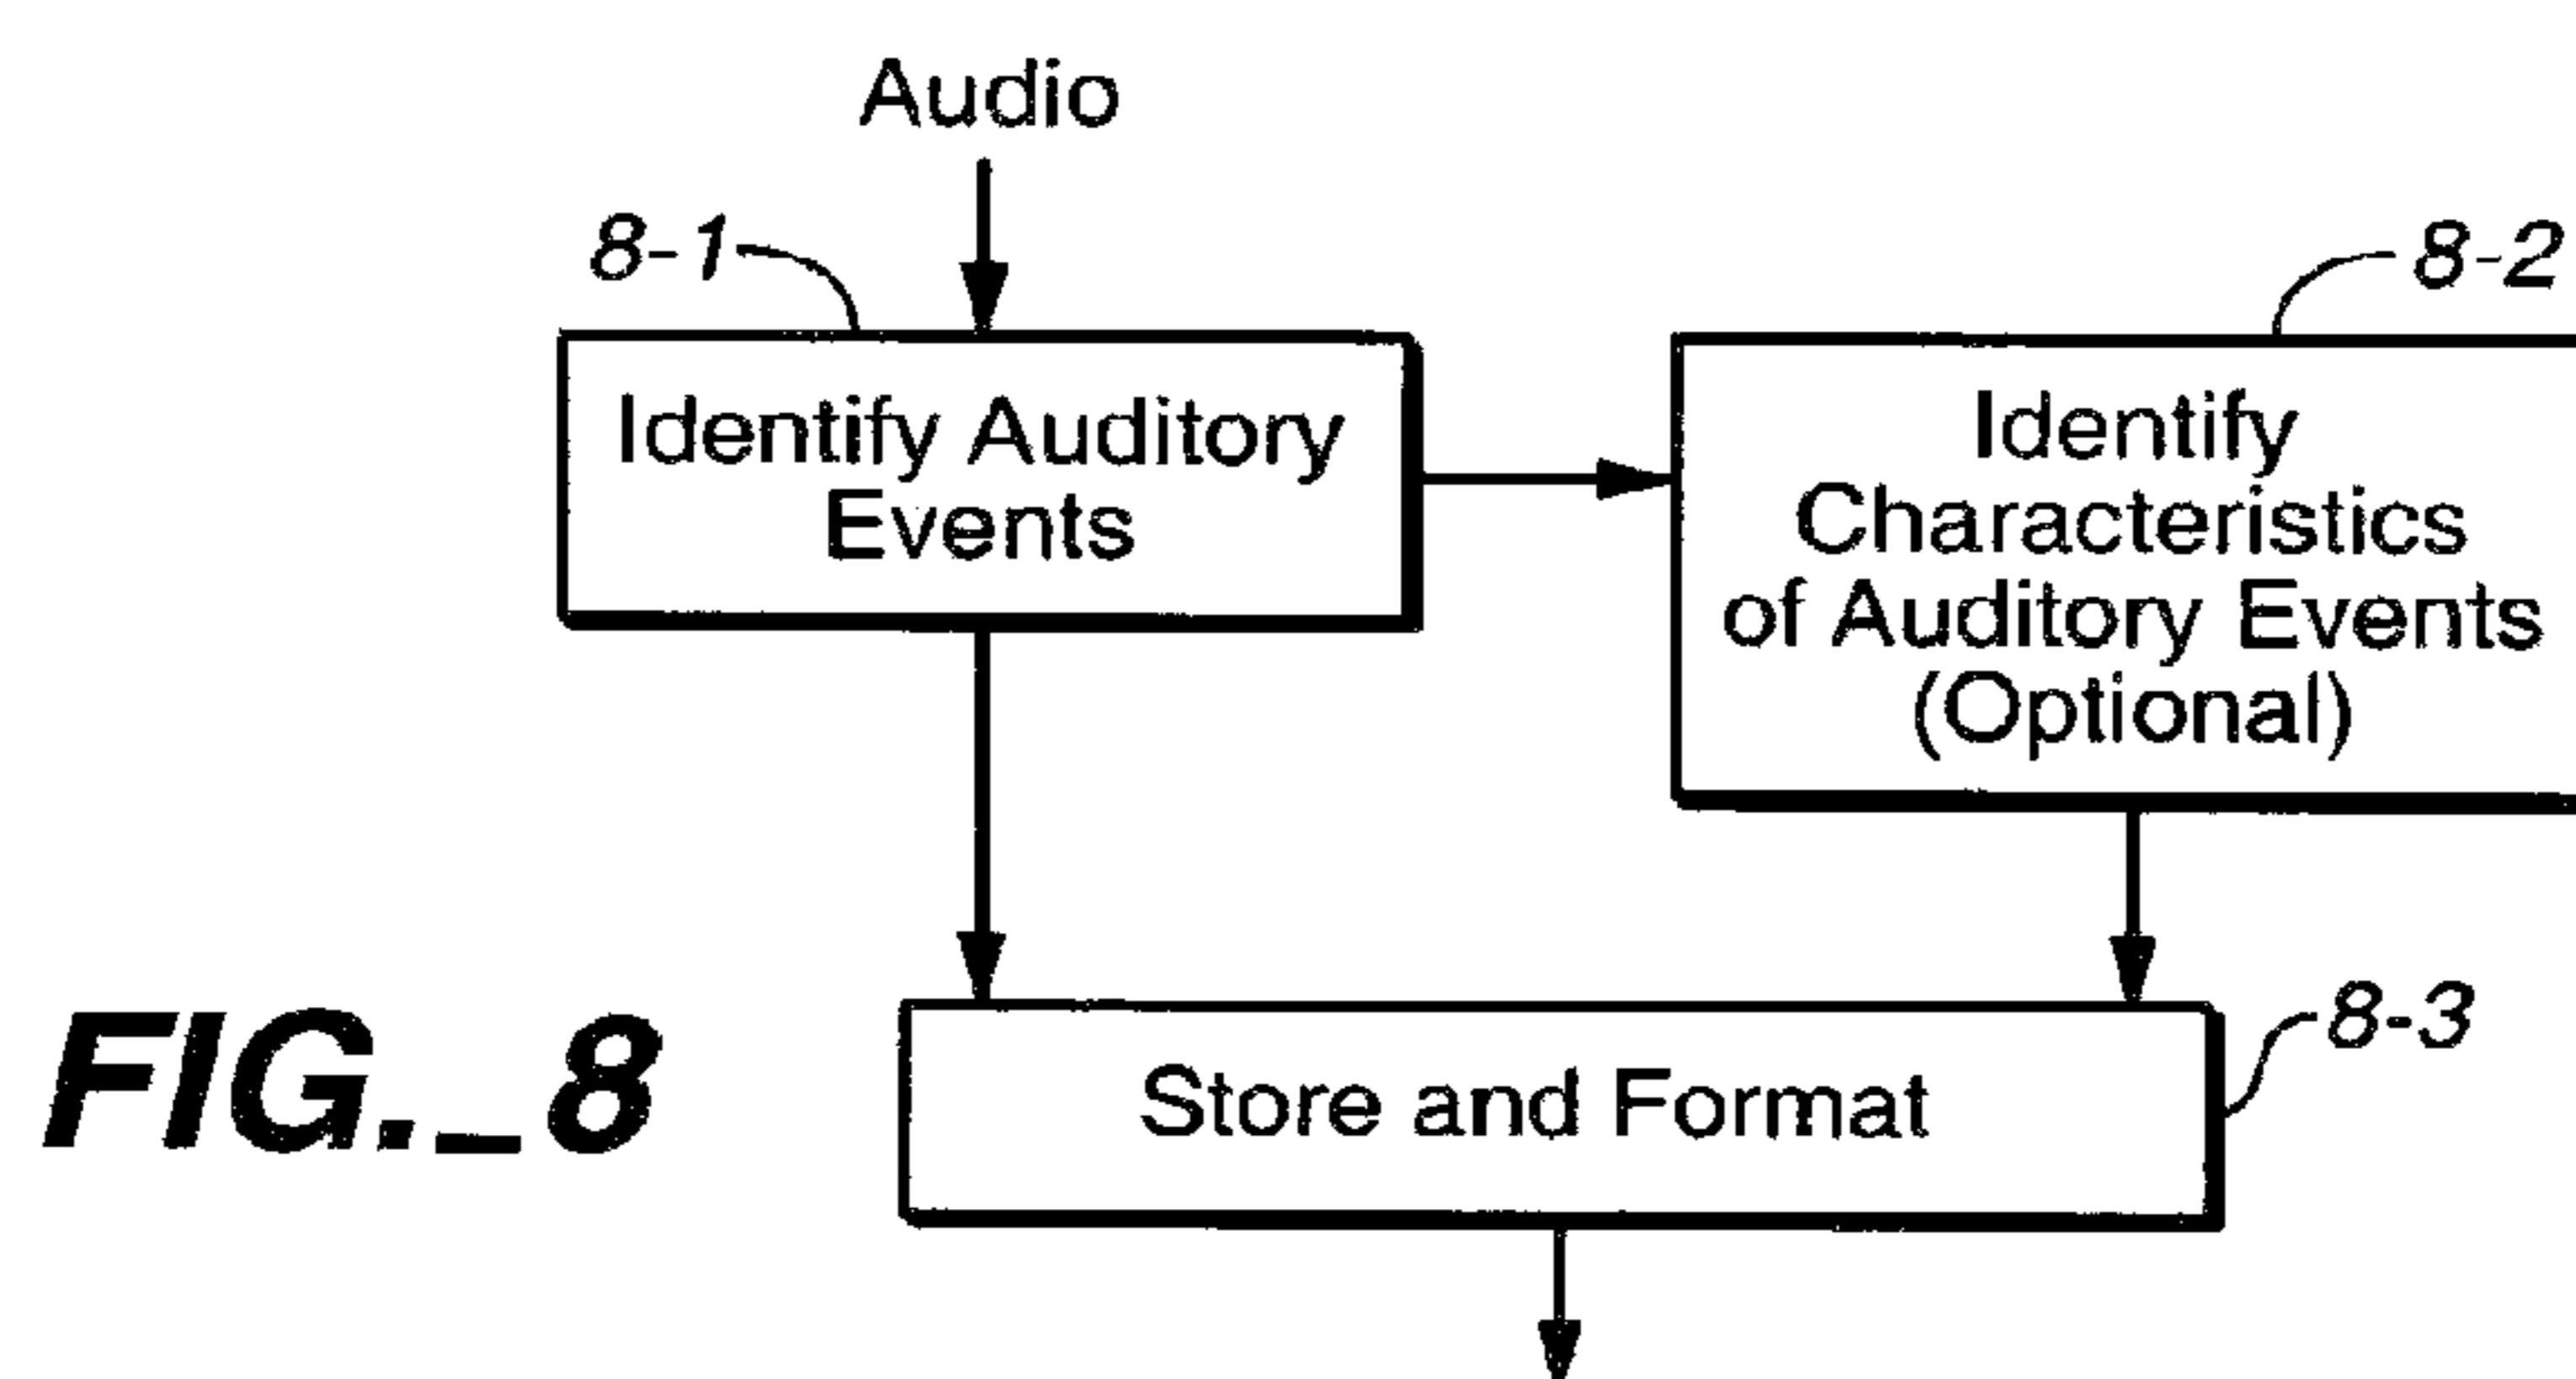 Audio
8-1
8-2
Identify Auditory
Events
Identify
Characteristics
of Auditory Events
(Optional)
FIG._8
Store and Format
8-3